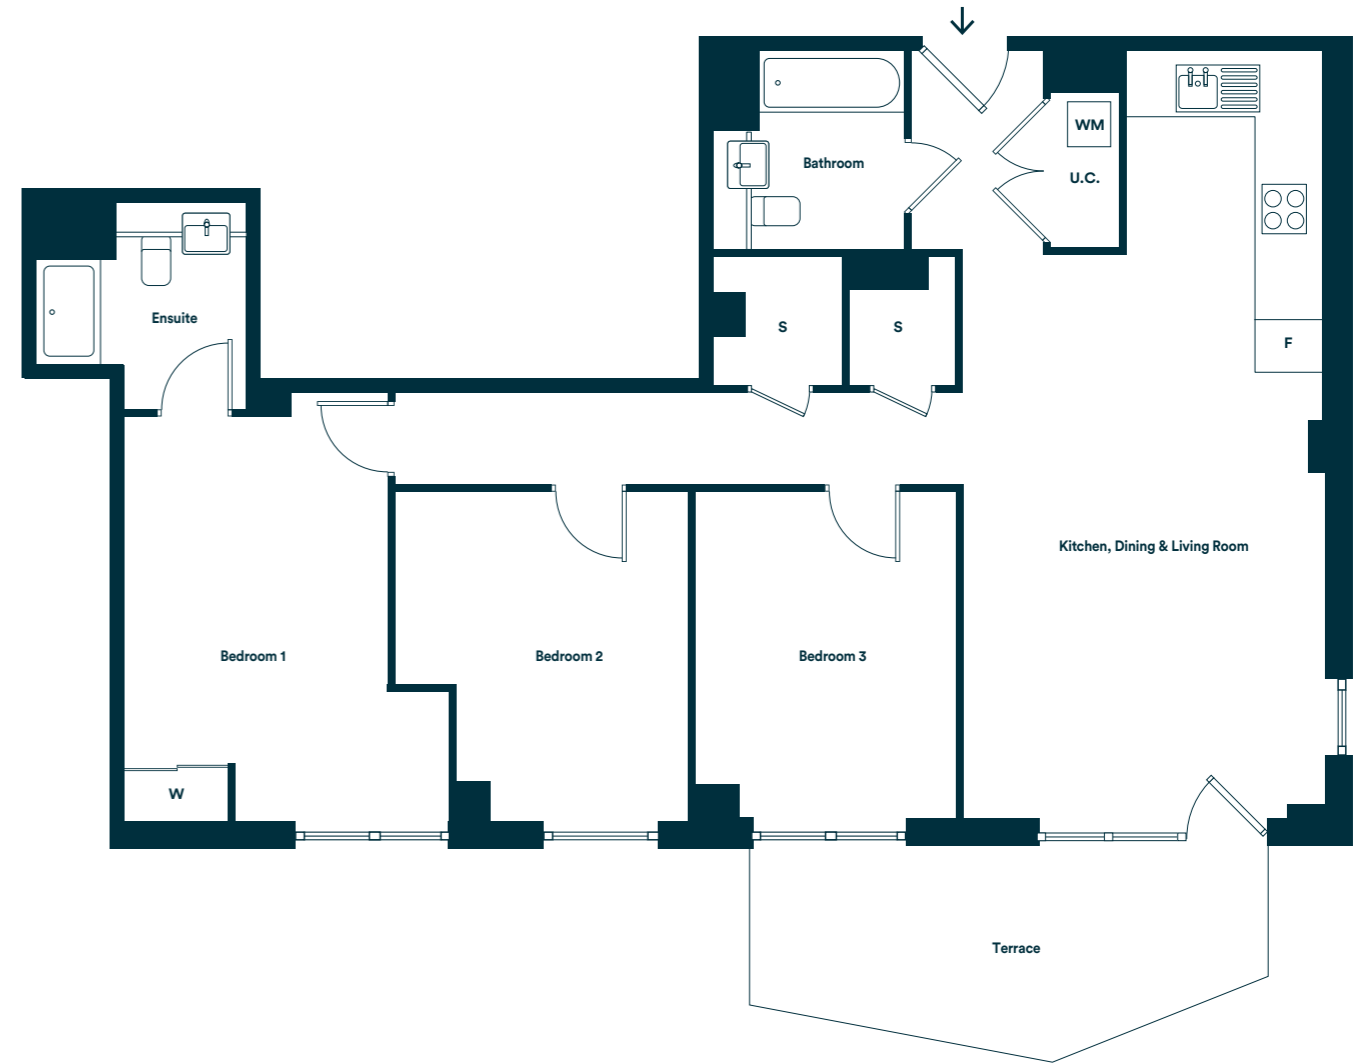 WM
Bathroom
U.C.
Ensuite
S
S
F
Kitchen, Dining & Living Room
Bedroom 1
Bedroom 2
Bedroom 3
W
Terrace